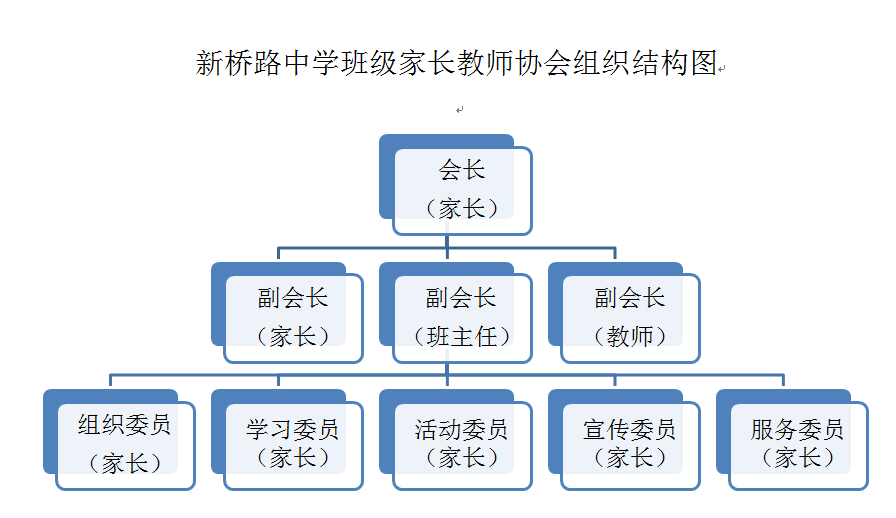 新桥路中学班级家长教师协会组织结构图
会长
（家长）
副会长
（家长）
副会长
（班主任）
副会长
（教师）
组织委员
（家长）
学习委员
（家长）
活动委员
（家长）
宣传委员
（家长）
服务委员
（家长）